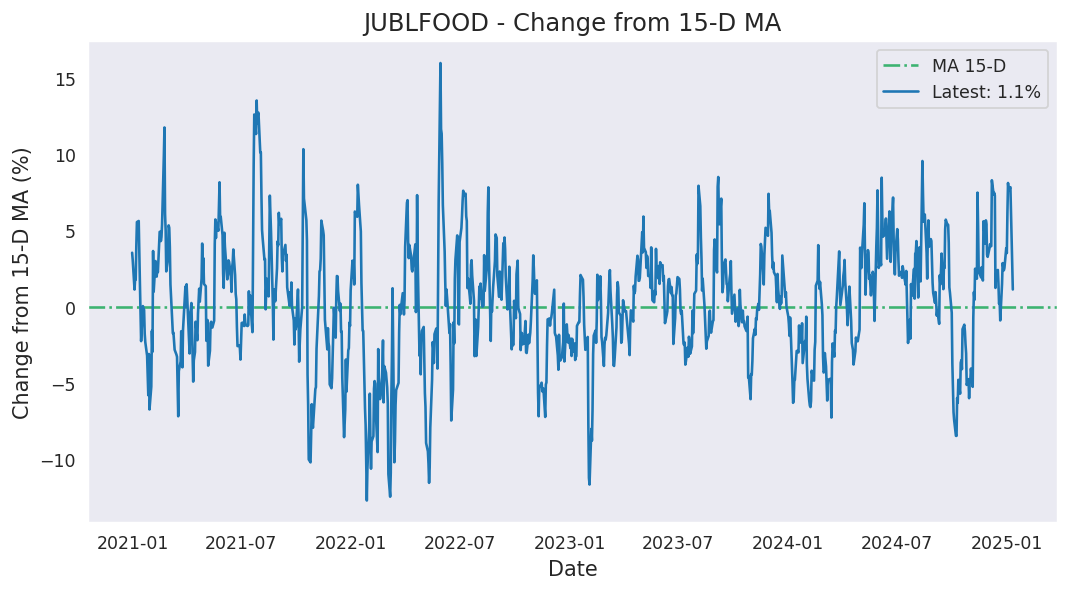 JUBLFOOD - Change from 15-D MA
MA 15-D
Latest: 1.1%
Change from 15-D MA (%)
15
10
5
0
−5
−10
2021-01 2021-07 2022-01 2022-07 2023-01 2023-07 2024-01 2024-07 2025-01
Date